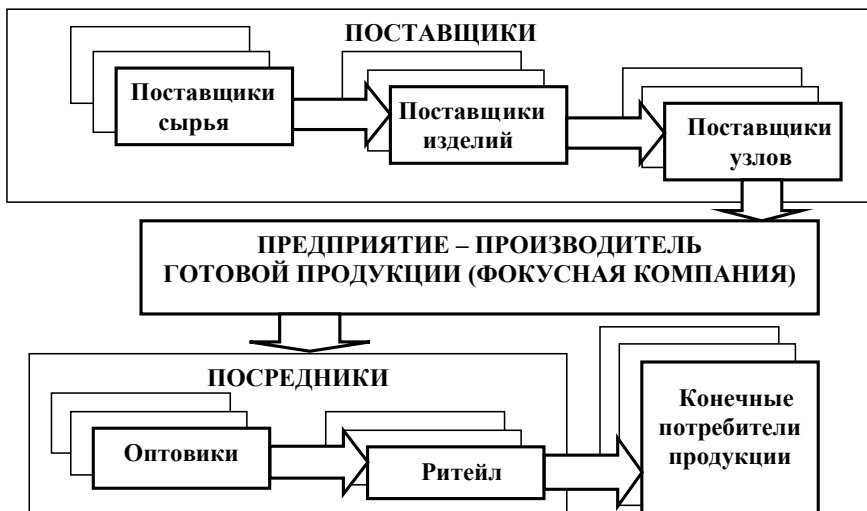 ПОСТАВЩИКИ
Поставщики
сырья
Поставщики
изделий
Поставщики
узлов
ПРЕДПРИЯТИЕ – ПРОИЗВОДИТЕЛЬ
ГОТОВОЙ ПРОДУКЦИИ (ФОКУСНАЯ КОМПАНИЯ)
ПОСРЕДНИКИ
Оптовики
Ритейл
Конечные
потребители
продукции